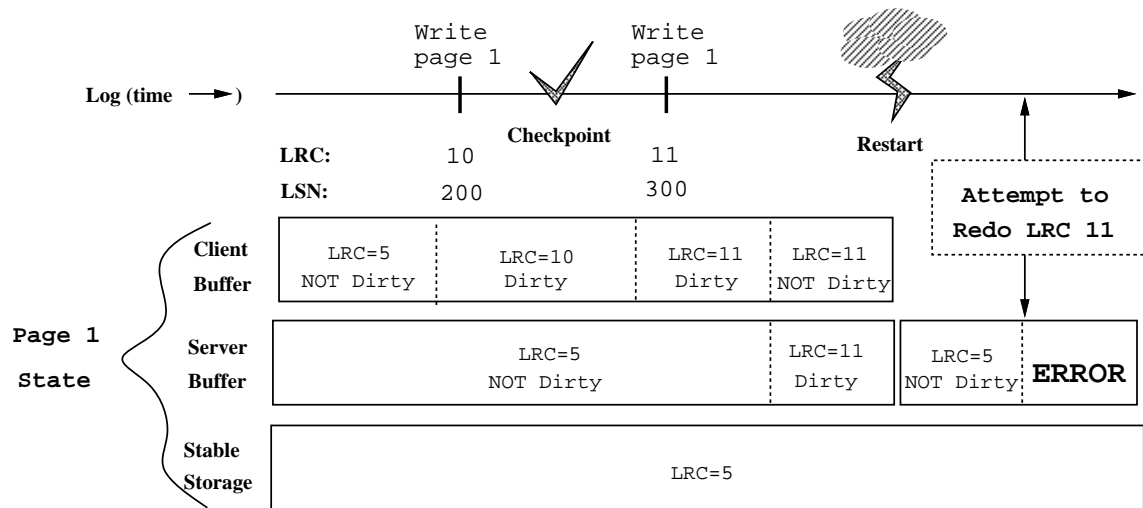 Write
page 1
Write
page 1
Log (time )
Checkpoint
Restart
LRC: 10 11
LSN: 200 300
Attempt to
Redo LRC 11
Page 1
State
Client
Buffer
LRC=5
NOT Dirty
LRC=10
Dirty
LRC=11
Dirty
LRC=11
NOT Dirty
Server
Buffer
LRC=5
NOT Dirty
LRC=11
Dirty
LRC=5
NOT Dirty
ERROR
Stable
Storage
LRC=5